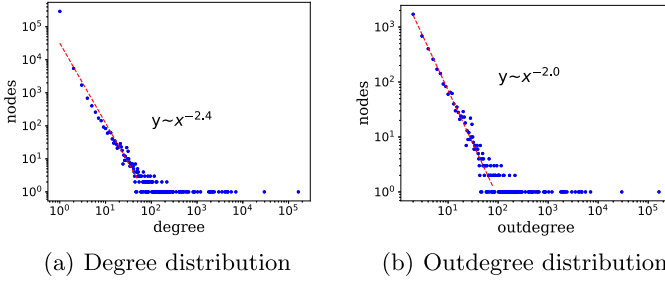 10^5
10^4
10^3
10^2
10^1
10^0
nodes
y~x^{-2.4}
10^0 10^1 10^2 10^3 10^4 10^5
degree
(a) Degree distribution
10^3
10^2
10^1
10^0
nodes
y~x^{-2.0}
10^1 10^2 10^3 10^4 10^5
outdegree
(b) Outdegree distribution